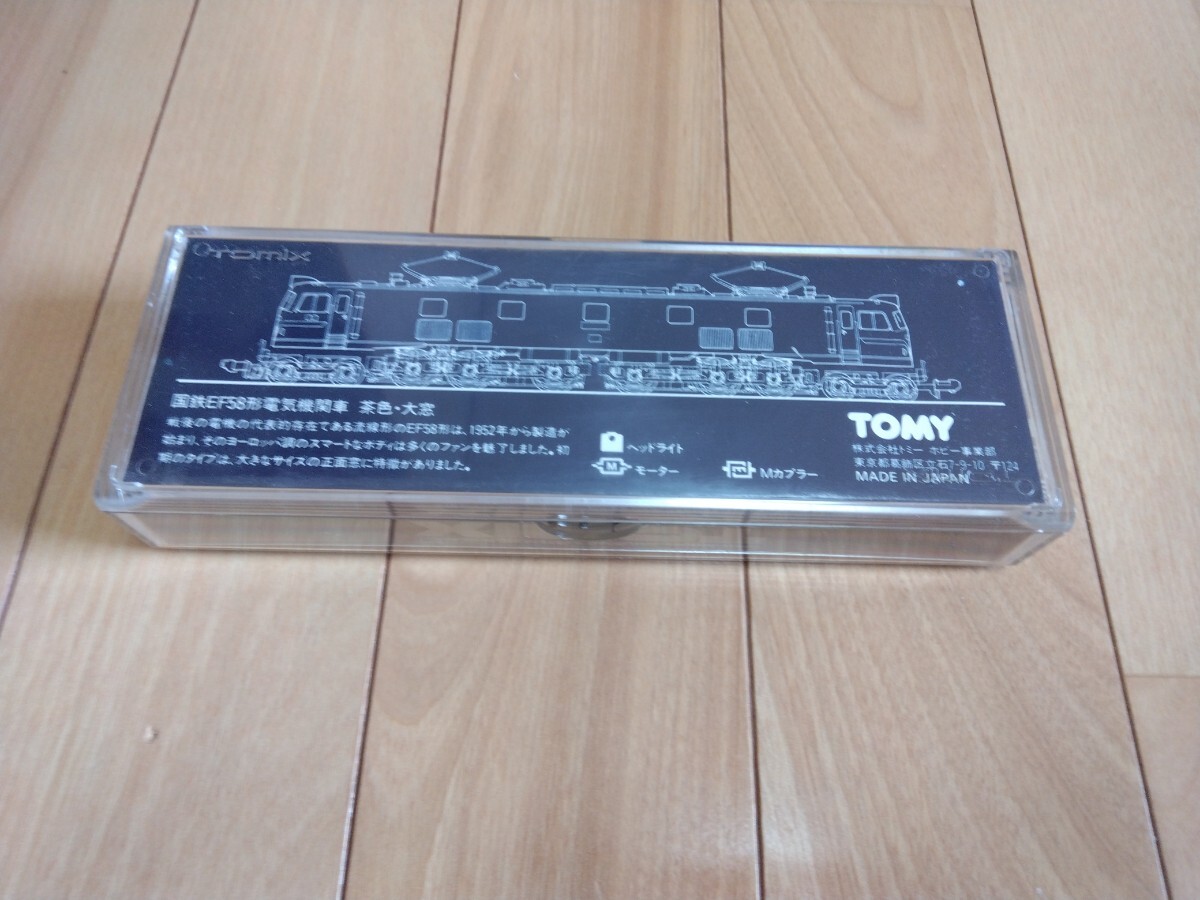 TOMIX
国鉄EF58形電気機関車 茶色・大窓
戦後の電機の代表的存在である流線形のEF58形は、1952年から製造が
始まり、そのヨーロッパ調のスマートなボディは多くのファンを魅了しました。初
期のタイプは、大きなサイズの正面窓に特徴がありました。
ヘッドライト
M モーター
Mカプラー
TOMY
株式会社トミー ホビー事業部
東京都葛飾区立石7-9-10 〒124
MADE IN JAPAN